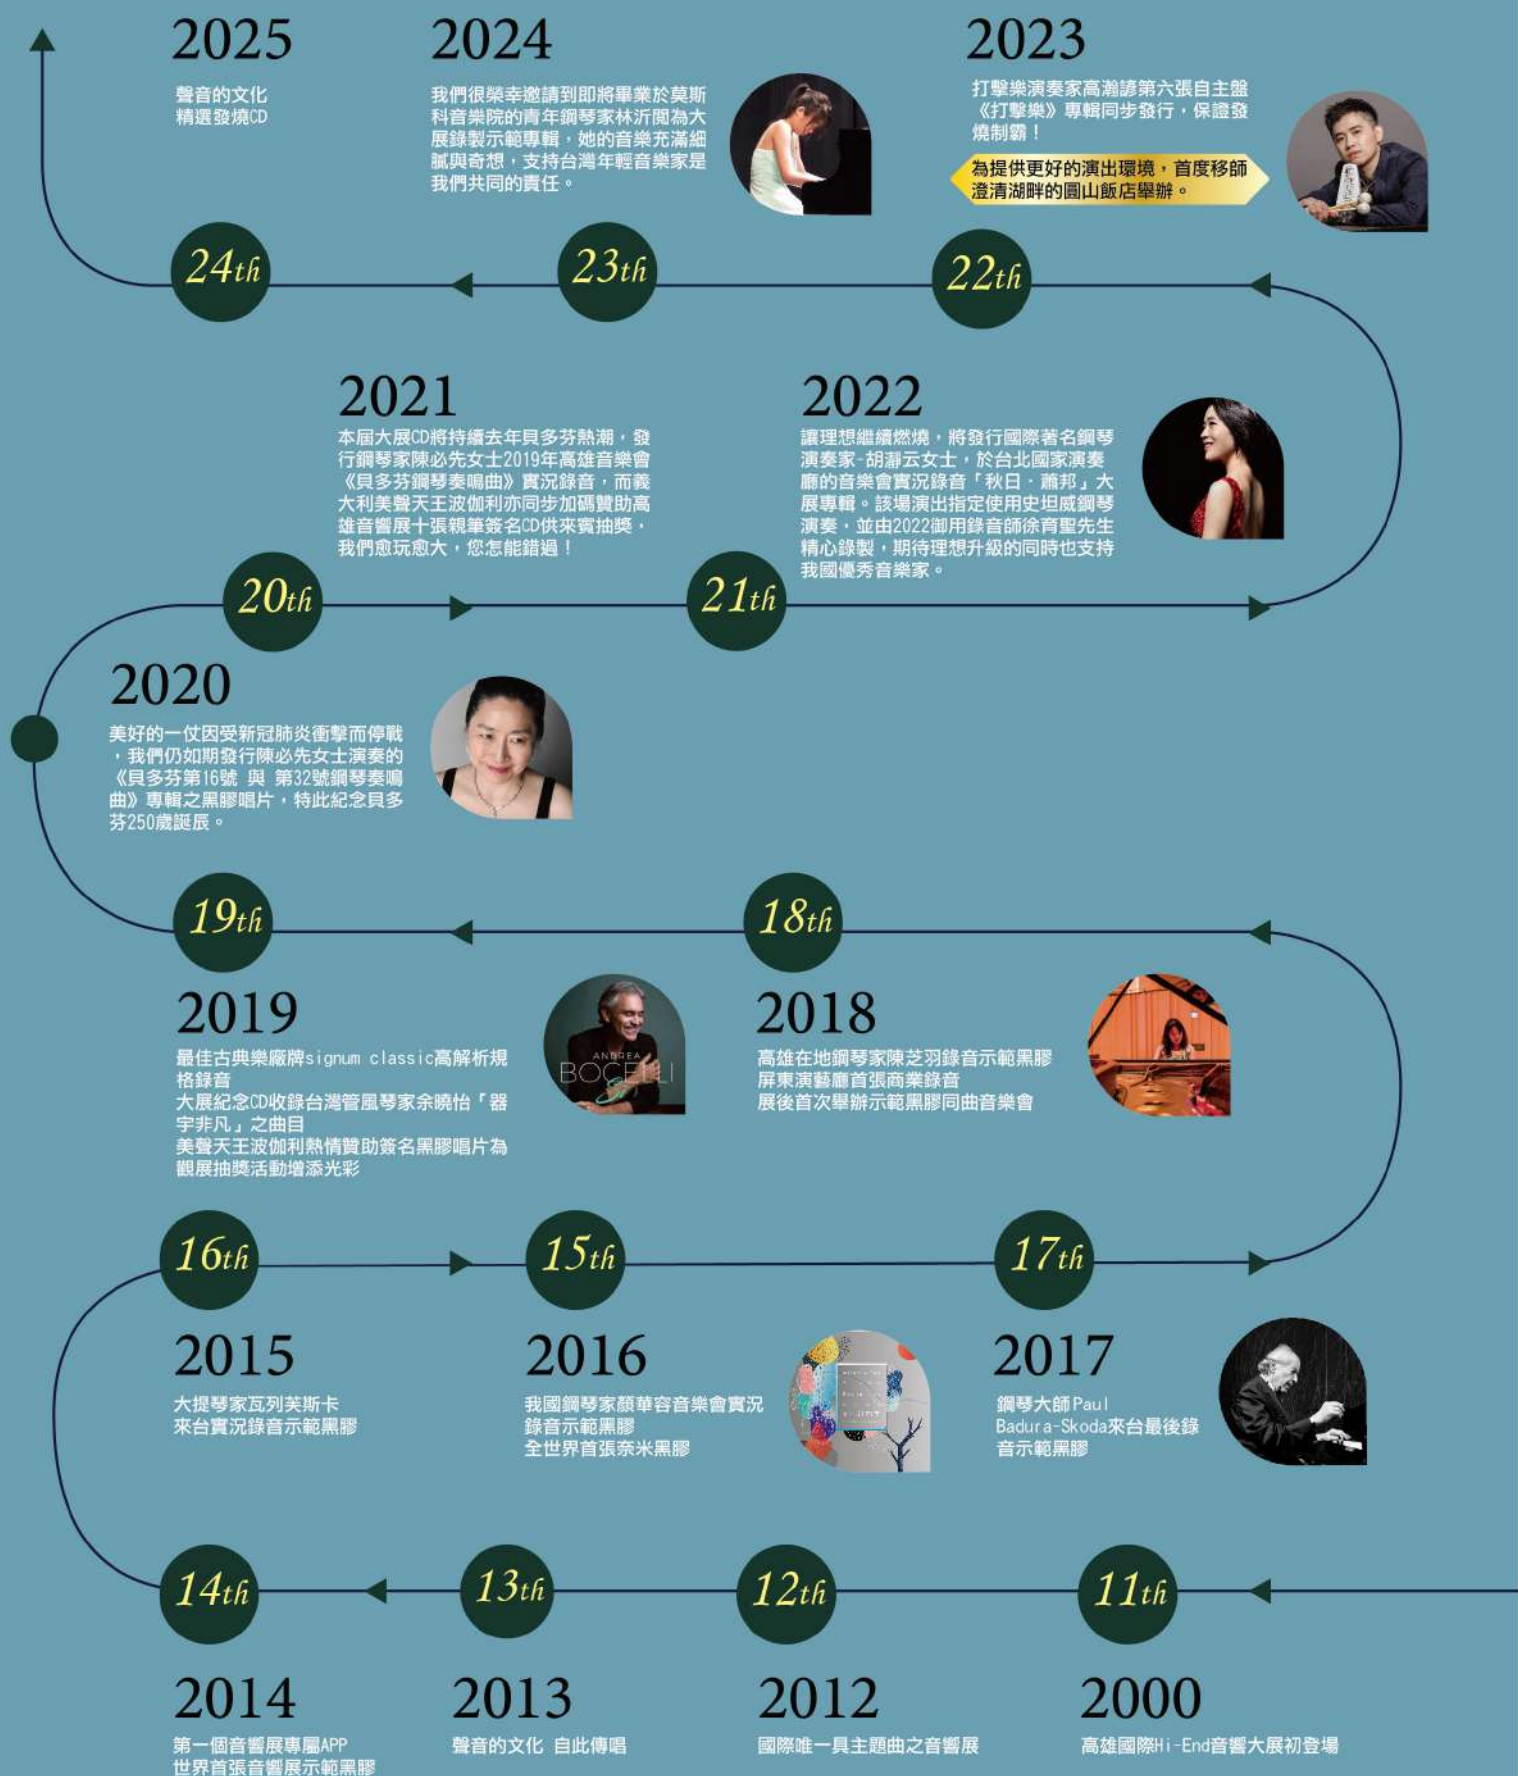 2025
聲音的文化
精選發燒CD
2024
我們很榮幸邀請到即將畢業於莫斯
科音樂院的青年鋼琴家林沂閱為大
展錄製示範專輯，她的音樂充滿細
膩與奇想，支持台灣年輕音樂家是
我們共同的責任。
2023
打擊樂演奏家高瀚諺第六張自主盤
《打擊樂》專輯同步發行，保證發
燒制霸！
為提供更好的演出環境，首度移師
澄清湖畔的圓山飯店舉辦。
24th
23th
22th
2021
本屆大展CD將持續去年貝多芬熱潮，發
行鋼琴家陳必先女士2019年高雄音樂會
《貝多芬鋼琴奏鳴曲》實況錄音，而義
大利美聲天王波伽利亦同步加碼贊助高
雄音響展十張親筆簽名CD供來賓抽獎，
我們愈玩愈大，您怎能錯過！
2022
讓理想繼續燃燒，將發行國際著名鋼琴
演奏家-胡瀞云女士，於台北國家演奏
廳的音樂會實況錄音「秋日‧蕭邦」大
展專輯。該場演出指定使用史坦威鋼琴
演奏，並由2022御用錄音師徐育聖先生
精心錄製，期待理想升級的同時也支持
我國優秀音樂家。
20th
21th
2020
美好的一仗因受新冠肺炎衝擊而停戰
，我們仍如期發行陳必先女士演奏的
《貝多芬第16號 與 第32號鋼琴奏鳴
曲》專輯之黑膠唱片，特此紀念貝多
芬250歲誕辰。
19th
18th
2019
最佳古典樂廠牌signum classic高解析規
格錄音
大展紀念CD收錄台灣管風琴家余曉怡「器
宇非凡」之曲目
美聲天王波伽利熱情贊助簽名黑膠唱片為
觀展抽獎活動增添光彩
ANDREA
BOCELLI
Sì
2018
高雄在地鋼琴家陳芝羽錄音示範黑膠
屏東演藝廳首張商業錄音
展後首次舉辦示範黑膠同曲音樂會
16th
15th
17th
2015
大提琴家瓦列芙斯卡
來台實況錄音示範黑膠
2016
我國鋼琴家顏華容音樂會實況
錄音示範黑膠
全世界首張奈米黑膠
2017
鋼琴大師Paul
Badura-Skoda來台最後錄
音示範黑膠
14th
13th
12th
11th
2014
第一個音響展專屬APP
世界首張音響展示範黑膠
2013
聲音的文化 自此傳唱
2012
國際唯一具主題曲之音響展
2000
高雄國際Hi-End音響大展初登場